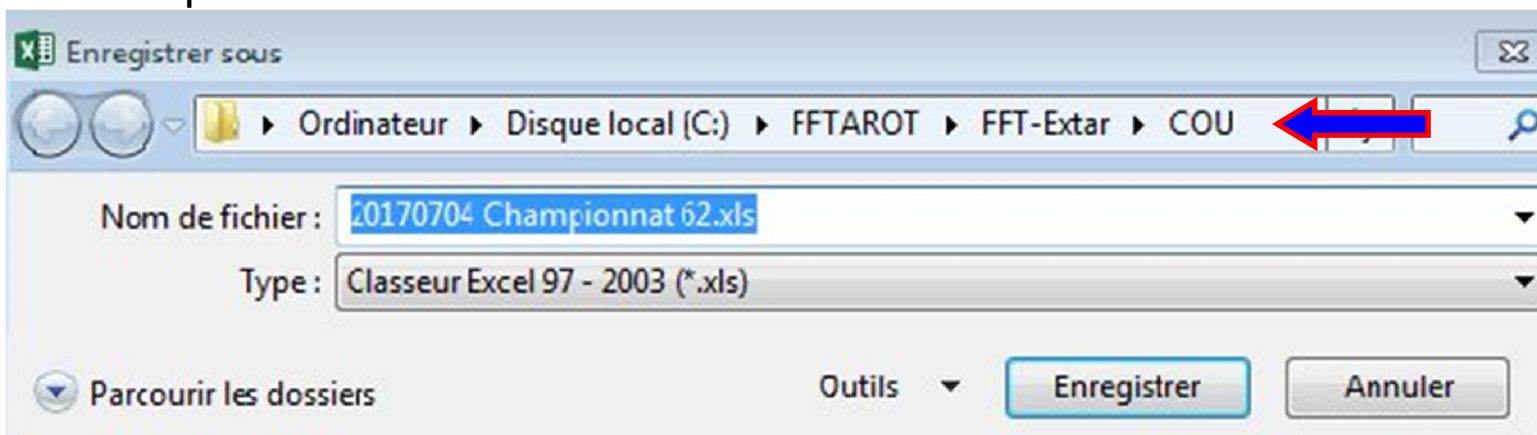 Enregistrer sous
Ordinateur ▸ Disque local (C:) ▸ FFTAROT ▸ FFT-Extar ▸ COU
Nom de fichier : 20170704 Championnat 62.xls
Type : Classeur Excel 97 - 2003 (*.xls)
Parcourir les dossiers Outils Enregistrer Annuler